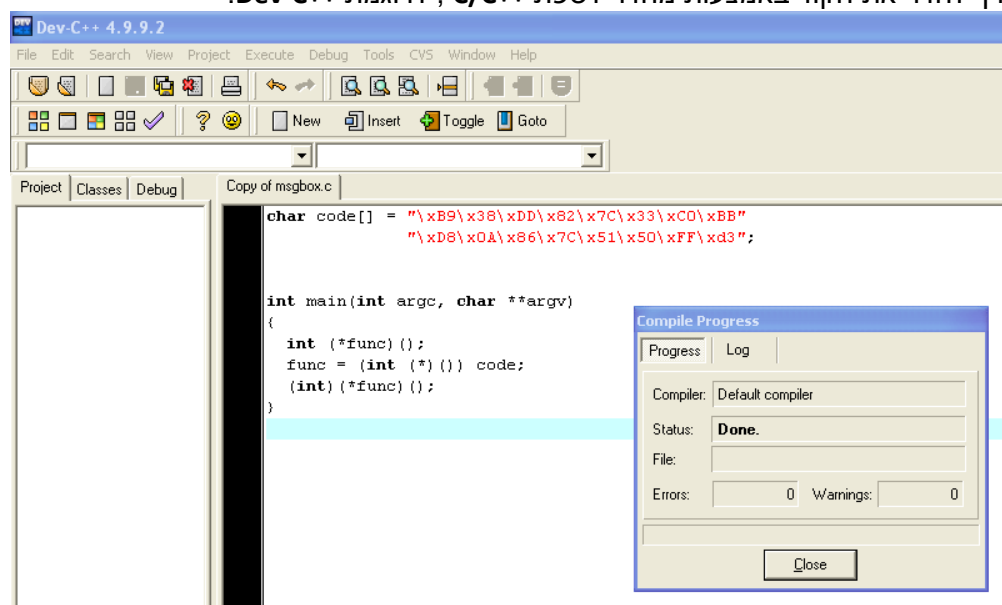 באמצעות
C/C++
Dev-C++
Dev-C++ 4.9.9.2
File Edit Search View Project Execute Debug Tools CVS Window Help
New Insert Toggle Goto
Project Classes Debug
Copy of msgbox.c
char code[] = "\xB9\x38\xDD\x82\x7C\x33\xC0\xBB"
"\xD8\x0A\x86\x7C\x51\x50\xFF\xd3";
int main(int argc, char **argv)
{
int (*func)();
func = (int (*)()) code;
(int)(*func)();
}
Compile Progress
Progress Log
Compiler: Default compiler
Status: Done.
File:
Errors: 0 Warnings: 0
Close